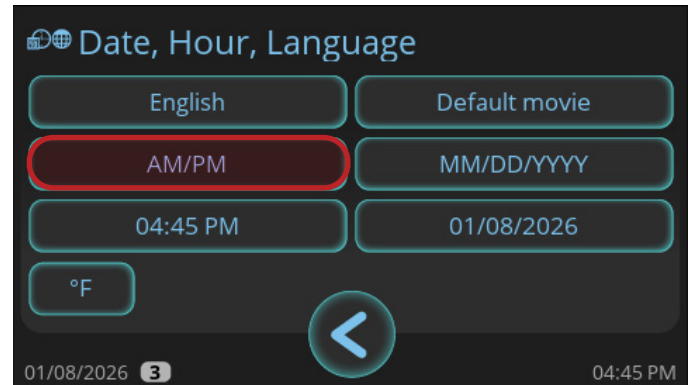 Date, Hour, Language
English Default movie
AM/PM MM/DD/YYYY
04:45 PM 01/08/2026
°F
01/08/2026 3 04:45 PM